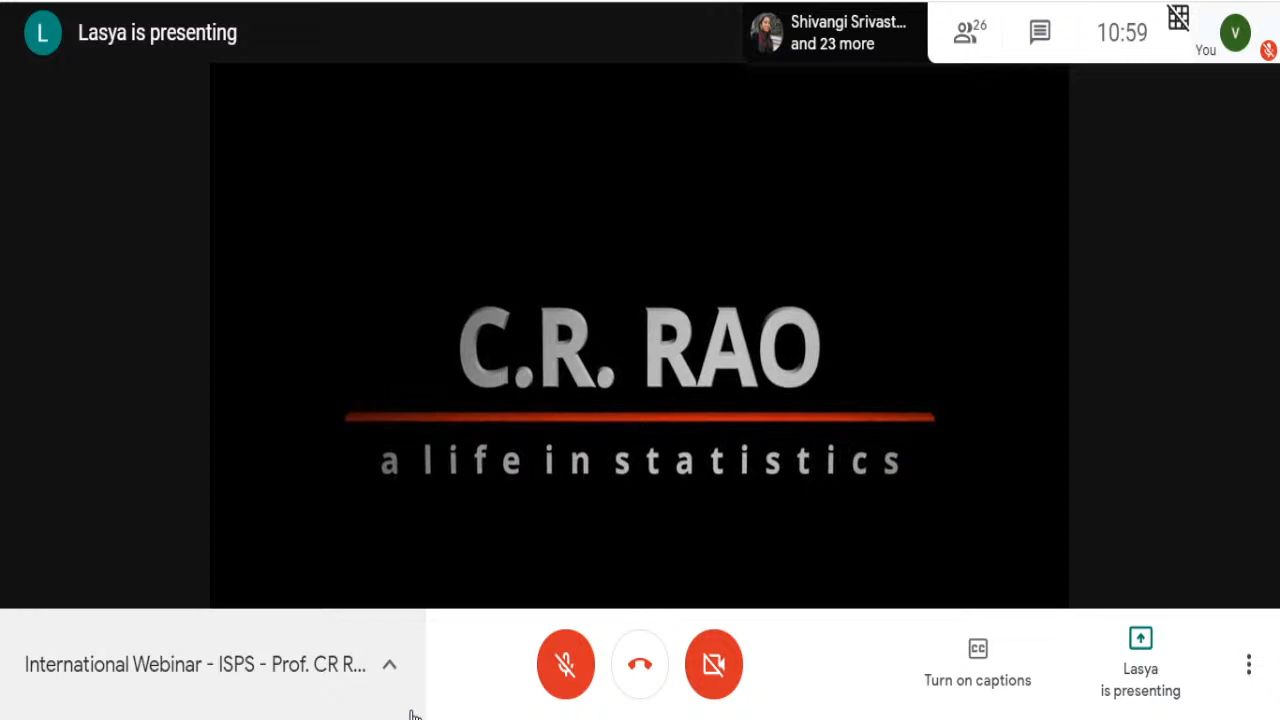 L
Lasya is presenting
Shivangi Srivast...
and 23 more
26
10:59
You
V
C.R. RAO
a life in statistics
International Webinar - ISPS - Prof. CR R...
CC
Turn on captions
Lasya
is presenting